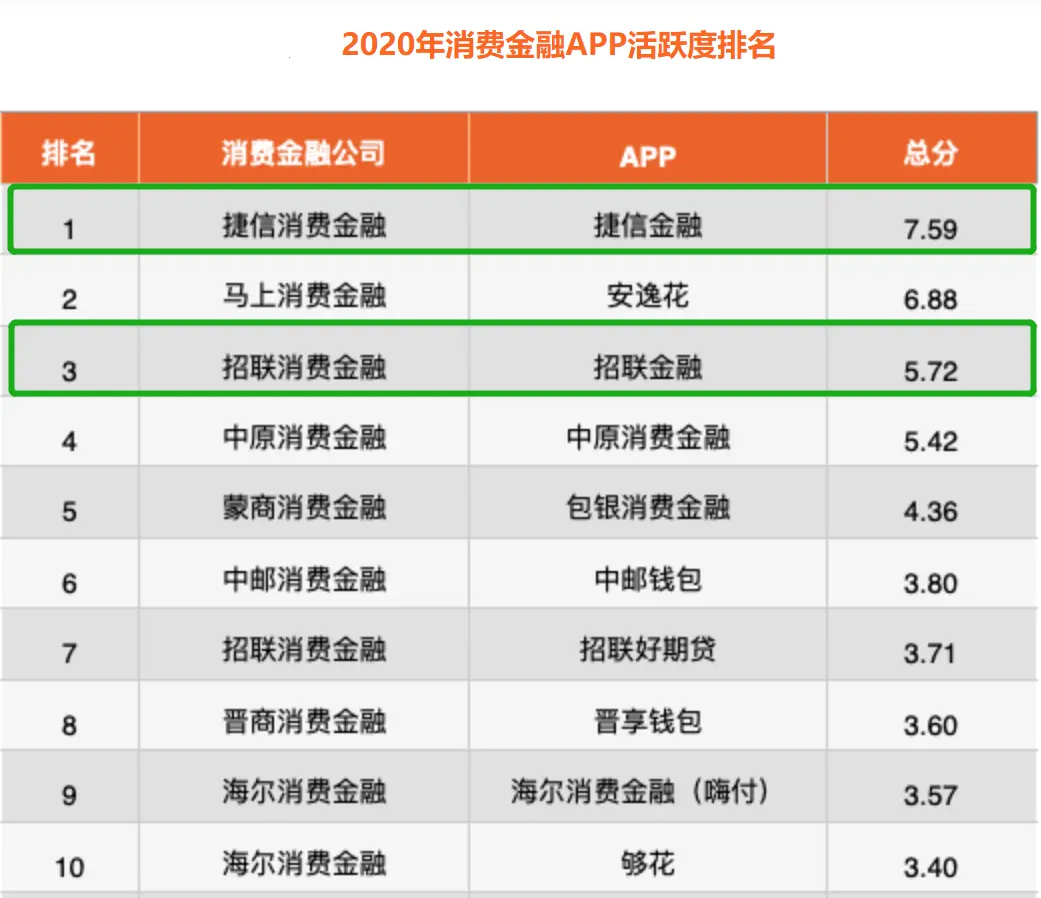 2020年消费金融APP活跃度排名
排名 消费金融公司 APP 总分
1 捷信消费金融 捷信金融 7.59
2 马上消费金融 安逸花 6.88
3 招联消费金融 招联金融 5.72
4 中原消费金融 中原消费金融 5.42
5 蒙商消费金融 包银消费金融 4.36
6 中邮消费金融 中邮钱包 3.80
7 招联消费金融 招联好期贷 3.71
8 晋商消费金融 晋享钱包 3.60
9 海尔消费金融 海尔消费金融（嗨付） 3.57
10 海尔消费金融 够花 3.40